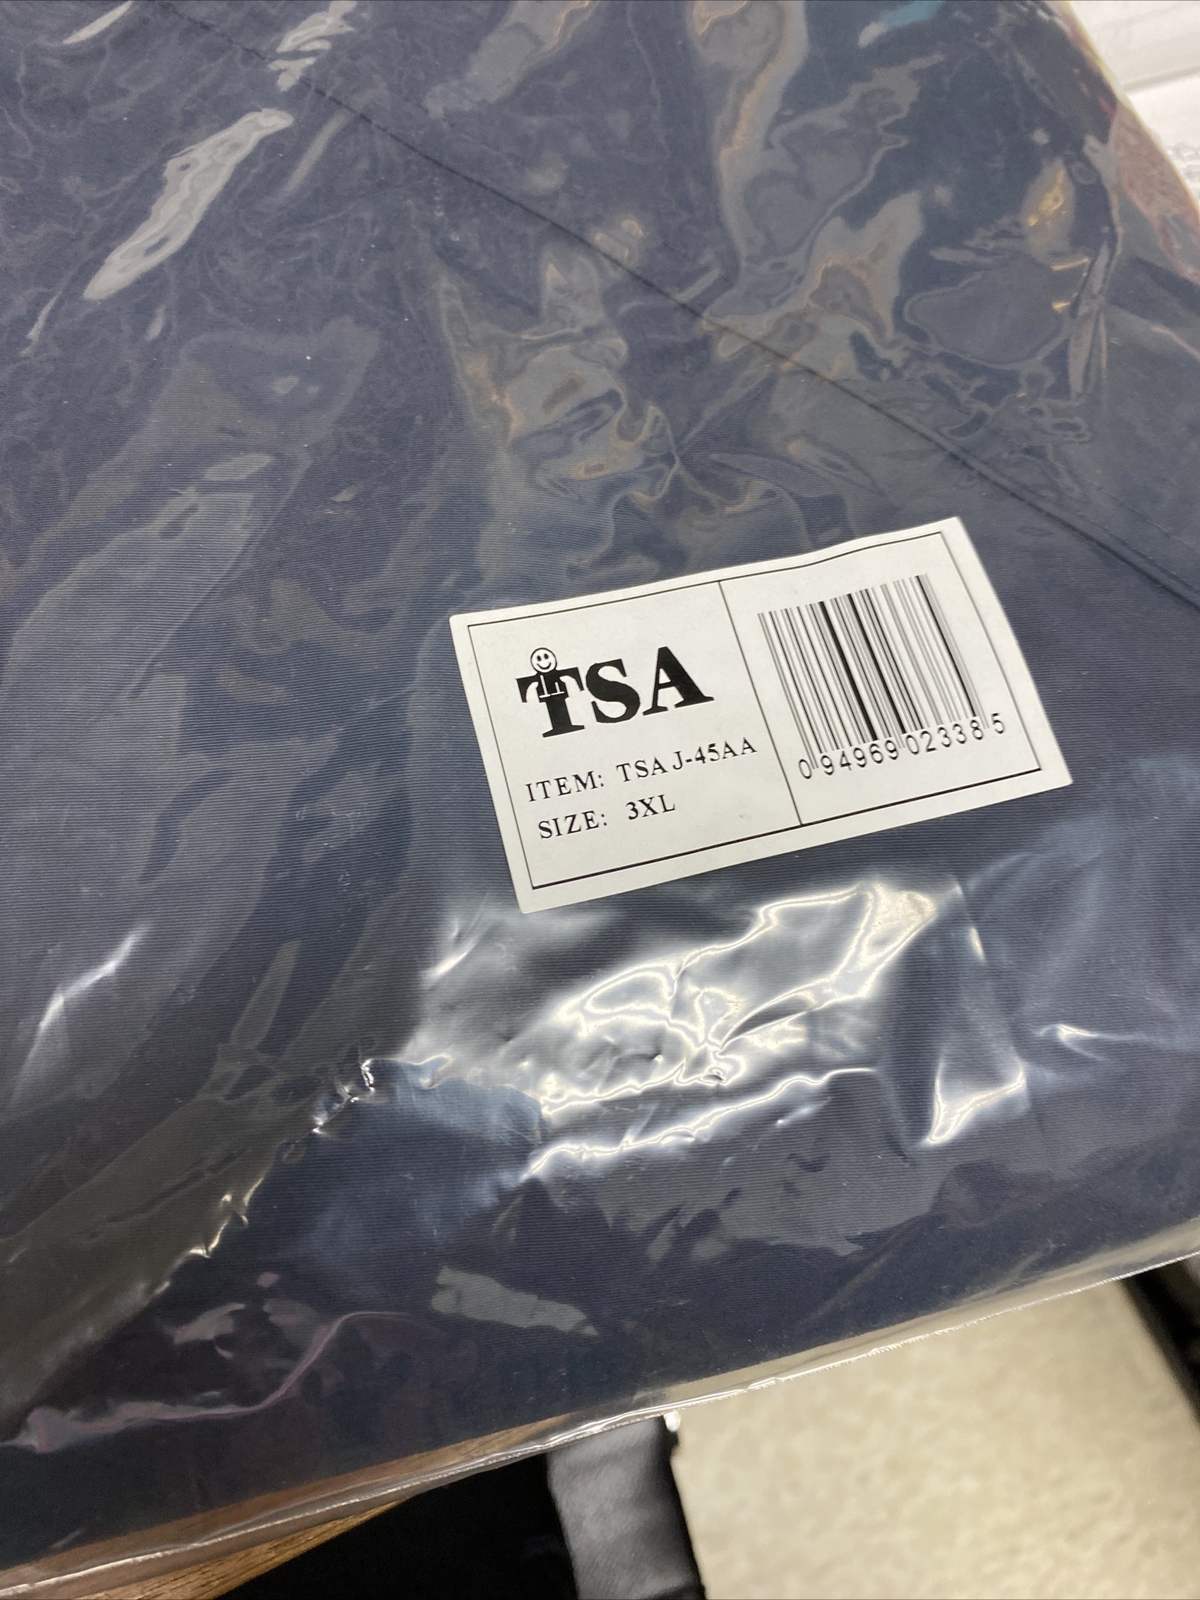 TSA
ITEM: TSA J-45AA
SIZE: 3XL
0 94969 02338 5